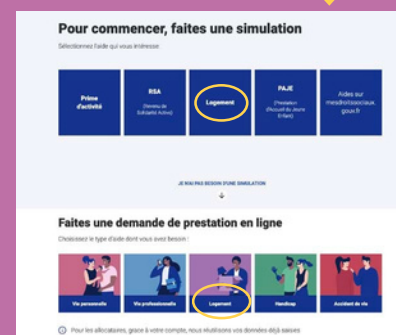 Pour commencer, faites une simulation
Sélectionnez l'aide qui vous intéresse
Prime
d'activité
RSA
(Revenu de
Solidarité Active)
Logement
PAJE
(Prestation
d'Accueil du Jeune
Enfant)
Aides sur
mesdroitssociaux.
gouv.fr
JE N'AI PAS BESOIN D'UNE SIMULATION
Faites une demande de prestation en ligne
Choisissez le type d'aide dont vous avez besoin :
Vie personnelle
Vie professionnelle
Logement
Handicap
Accident de vie
Pour les allocataires, grace à votre compte, nous réutilisons vos données déjà saisies